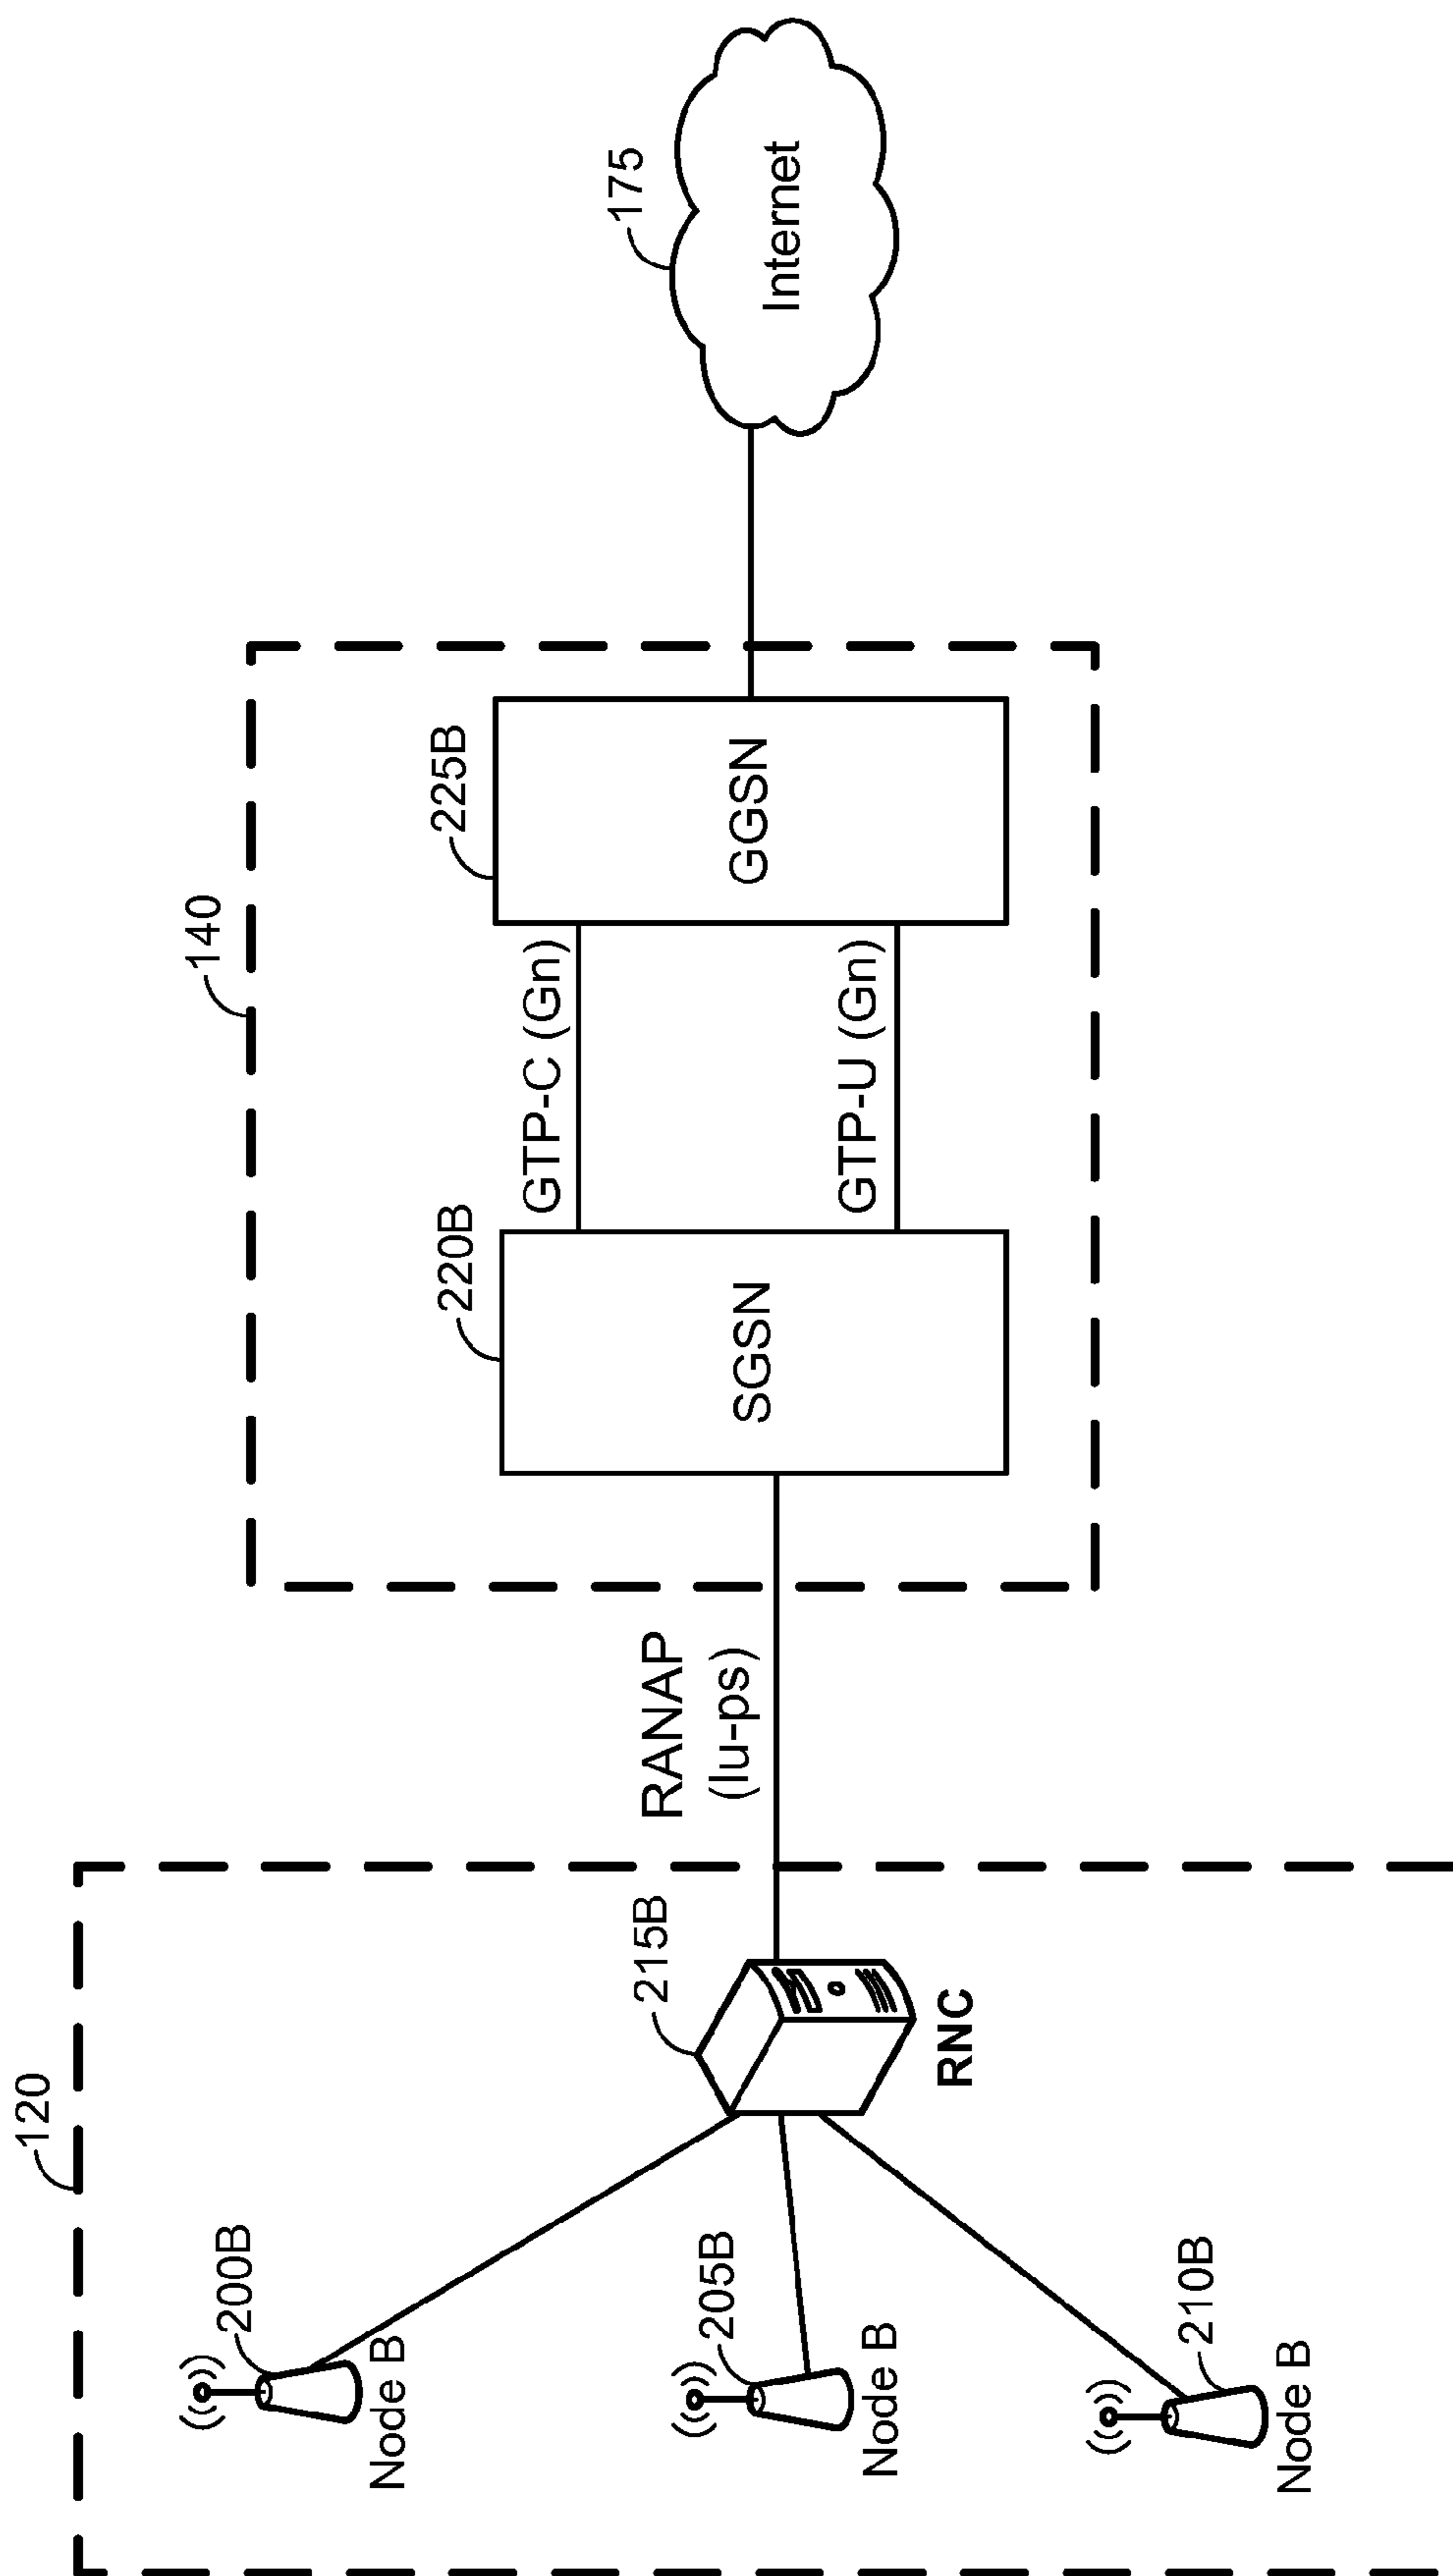 120
200B
Node B
205B
Node B
210B
Node B
215B
RNC
RANAP
(Iu-ps)
140
220B
SGSN
GTP-C (Gn)
GTP-U (Gn)
225B
GGSN
175
Internet